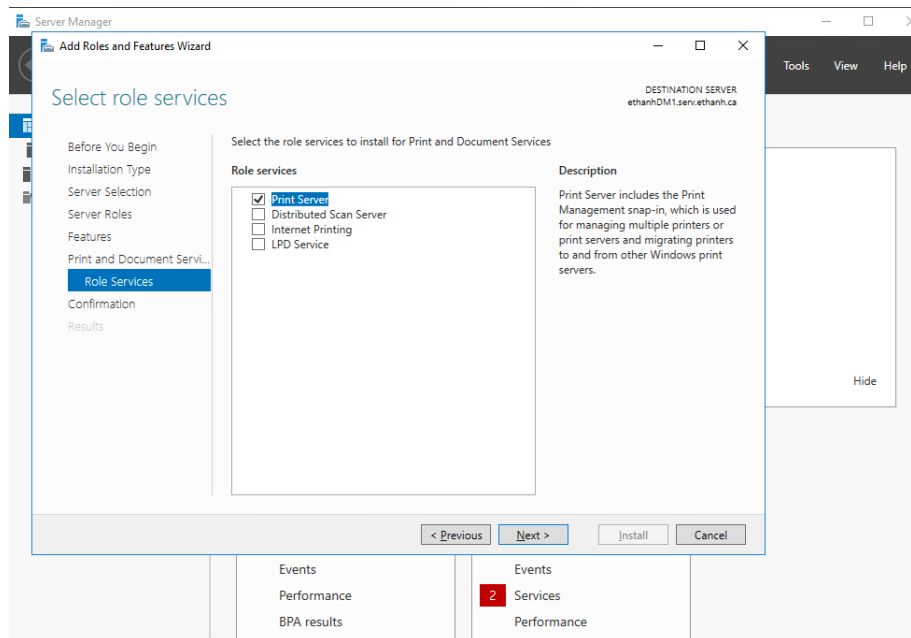 Server Manager
Add Roles and Features Wizard
Tools View Help
Select role services
DESTINATION SERVER
ethanhDM1.serv.ethanh.ca
Before You Begin
Installation Type
Server Selection
Server Roles
Features
Print and Document Servi...
Role Services
Confirmation
Results
Select the role services to install for Print and Document Services
Role services
Print Server
Distributed Scan Server
Internet Printing
LPD Service
Description
Print Server includes the Print
Management snap-in, which is used
for managing multiple printers or
print servers and migrating printers
to and from other Windows print
servers.
Hide
< Previous
Next >
Install
Cancel
Events
Performance
BPA results
Events
2 Services
Performance